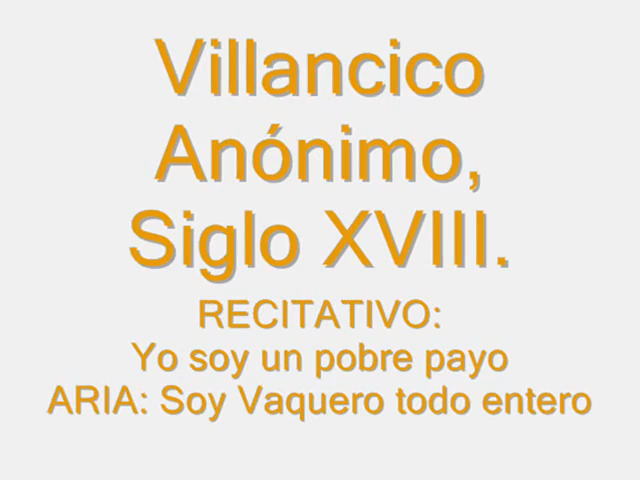 Villancico
Anónimo,
Siglo XVIII.
RECITATIVO:
Yo soy un pobre payo
ARIA: Soy Vaquero todo entero